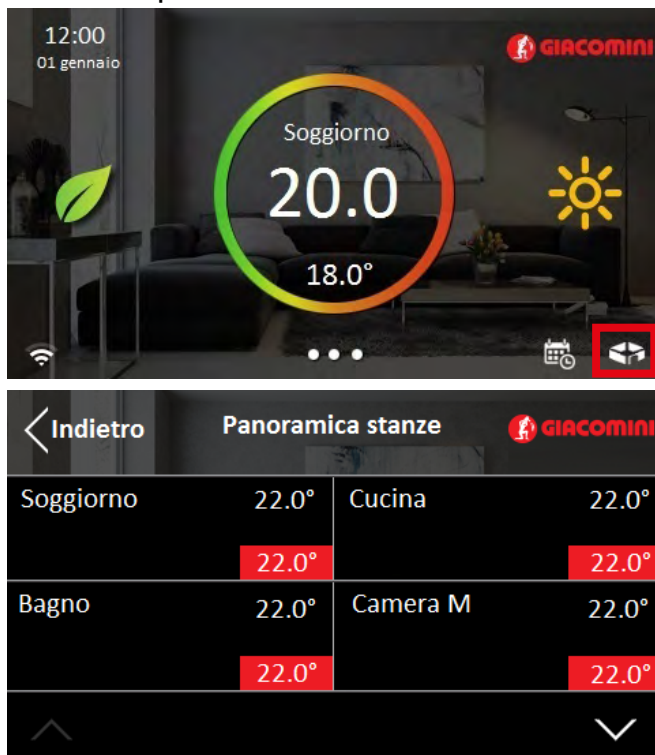 12:00
01 gennaio
GIACOMINI
Soggiorno
20.0
18.0°
Indietro
Panoramica stanze
GIACOMINI
Soggiorno 22.0° Cucina 22.0°
22.0° 22.0°
Bagno 22.0° Camera M 22.0°
22.0° 22.0°